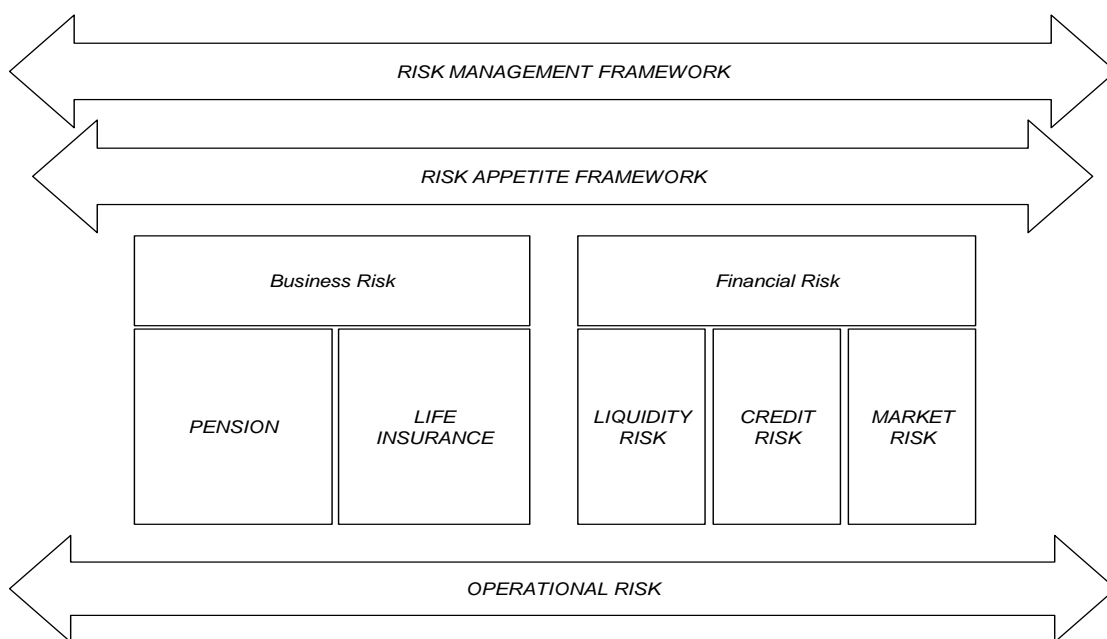 RISK MANAGEMENT FRAMEWORK
RISK APPETITE FRAMEWORK
Business Risk
Financial Risk
PENSION
LIFE
INSURANCE
LIQUIDITY
RISK
CREDIT
RISK
MARKET
RISK
OPERATIONAL RISK